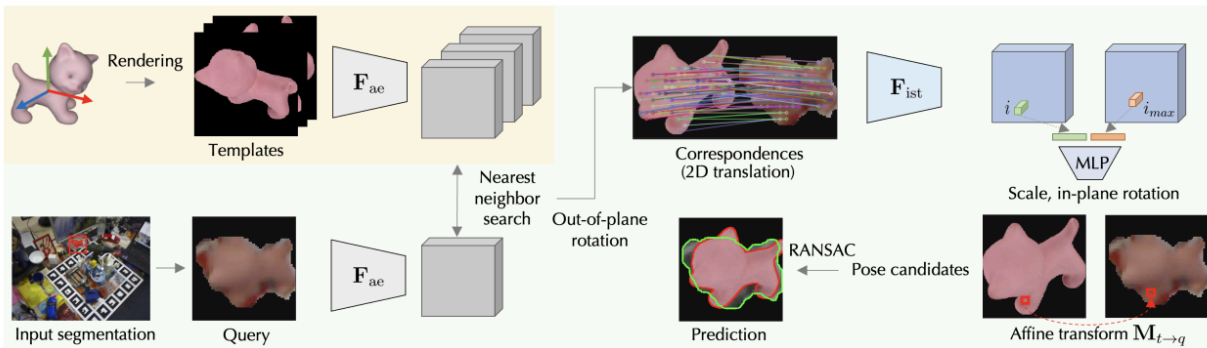 Rendering
Templates
F_ae
Nearest
neighbor
search
Out-of-plane
rotation
Input segmentation
Query
F_ae
Correspondences
(2D translation)
F_ist
i
i_max
MLP
Scale, in-plane rotation
Prediction
RANSAC
Pose candidates
Affine transform M_{t→q}